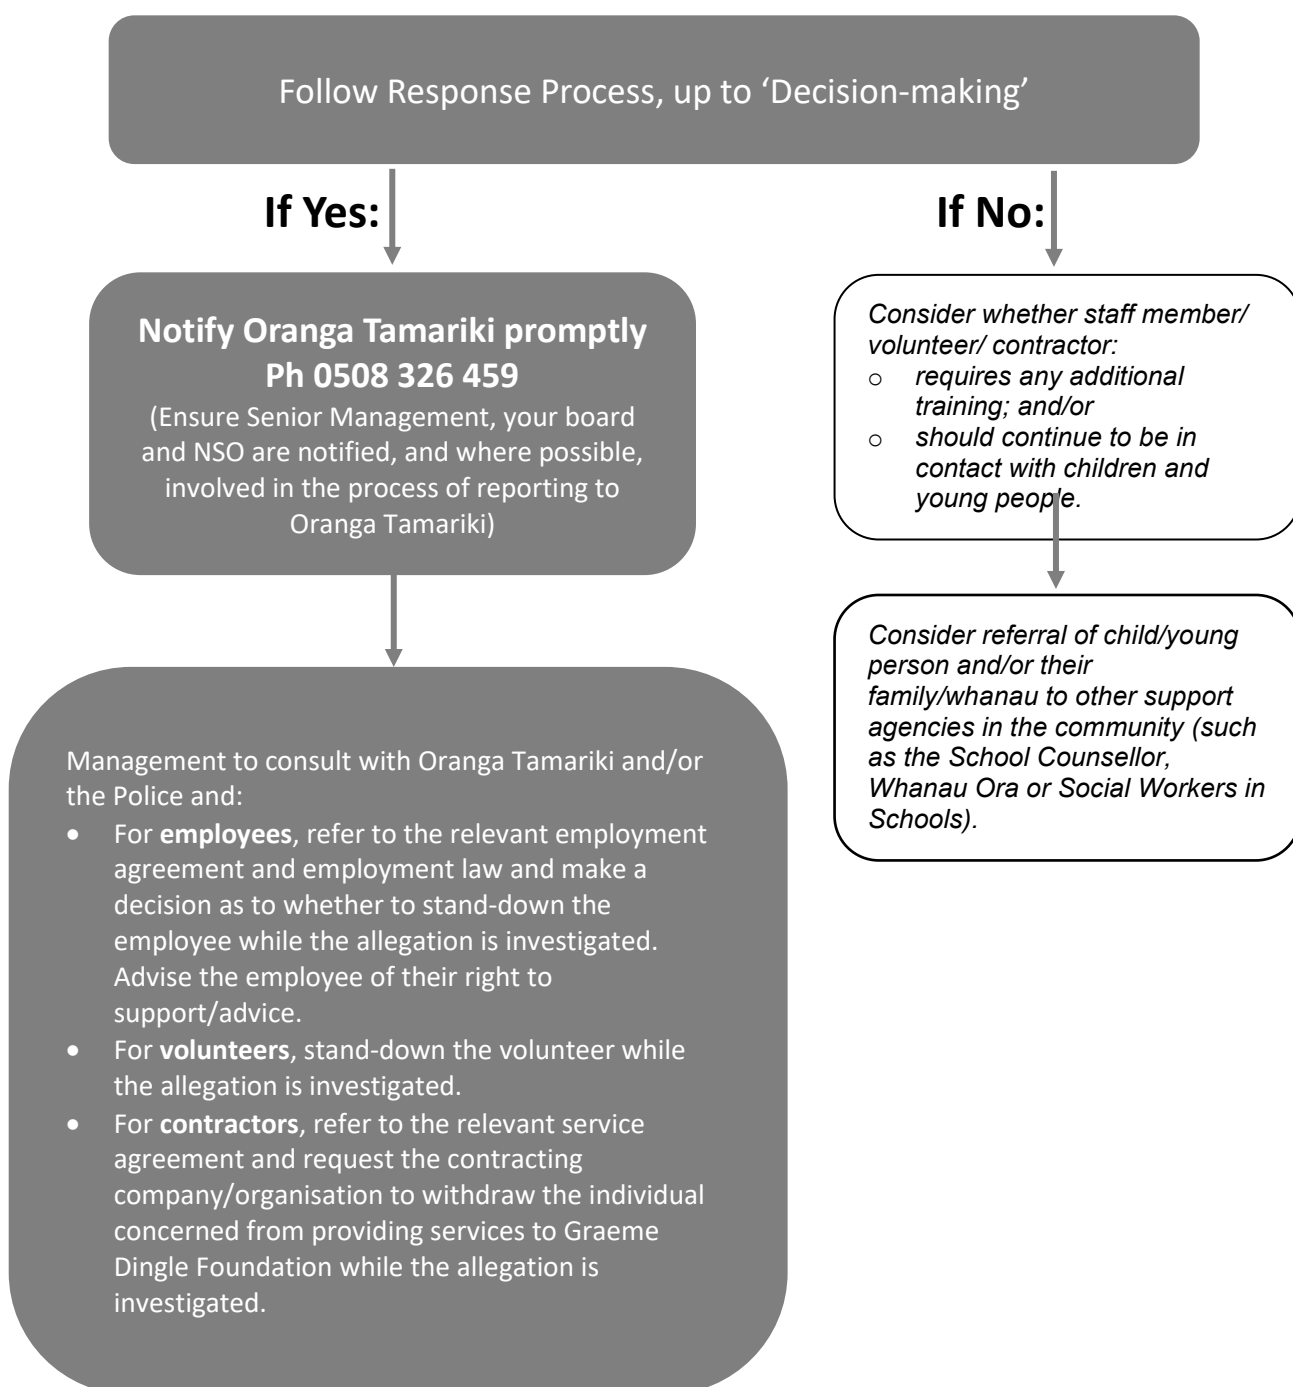 Follow Response Process, up to ‘Decision-making’
If Yes:
Notify Oranga Tamariki promptly
Ph 0508 326 459
(Ensure Senior Management, your board
and NSO are notified, and where possible,
involved in the process of reporting to
Oranga Tamariki)
Management to consult with Oranga Tamariki and/or
the Police and:
• For employees, refer to the relevant employment
agreement and employment law and make a
decision as to whether to stand-down the
employee while the allegation is investigated.
Advise the employee of their right to
support/advice.
• For volunteers, stand-down the volunteer while
the allegation is investigated.
• For contractors, refer to the relevant service
agreement and request the contracting
company/organisation to withdraw the individual
concerned from providing services to Graeme
Dingle Foundation while the allegation is
investigated.
If No:
Consider whether staff member/
volunteer/ contractor:
o requires any additional
training; and/or
o should continue to be in
contact with children and
young people.
Consider referral of child/young
person and/or their
family/whanau to other support
agencies in the community (such
as the School Counsellor,
Whanau Ora or Social Workers in
Schools).